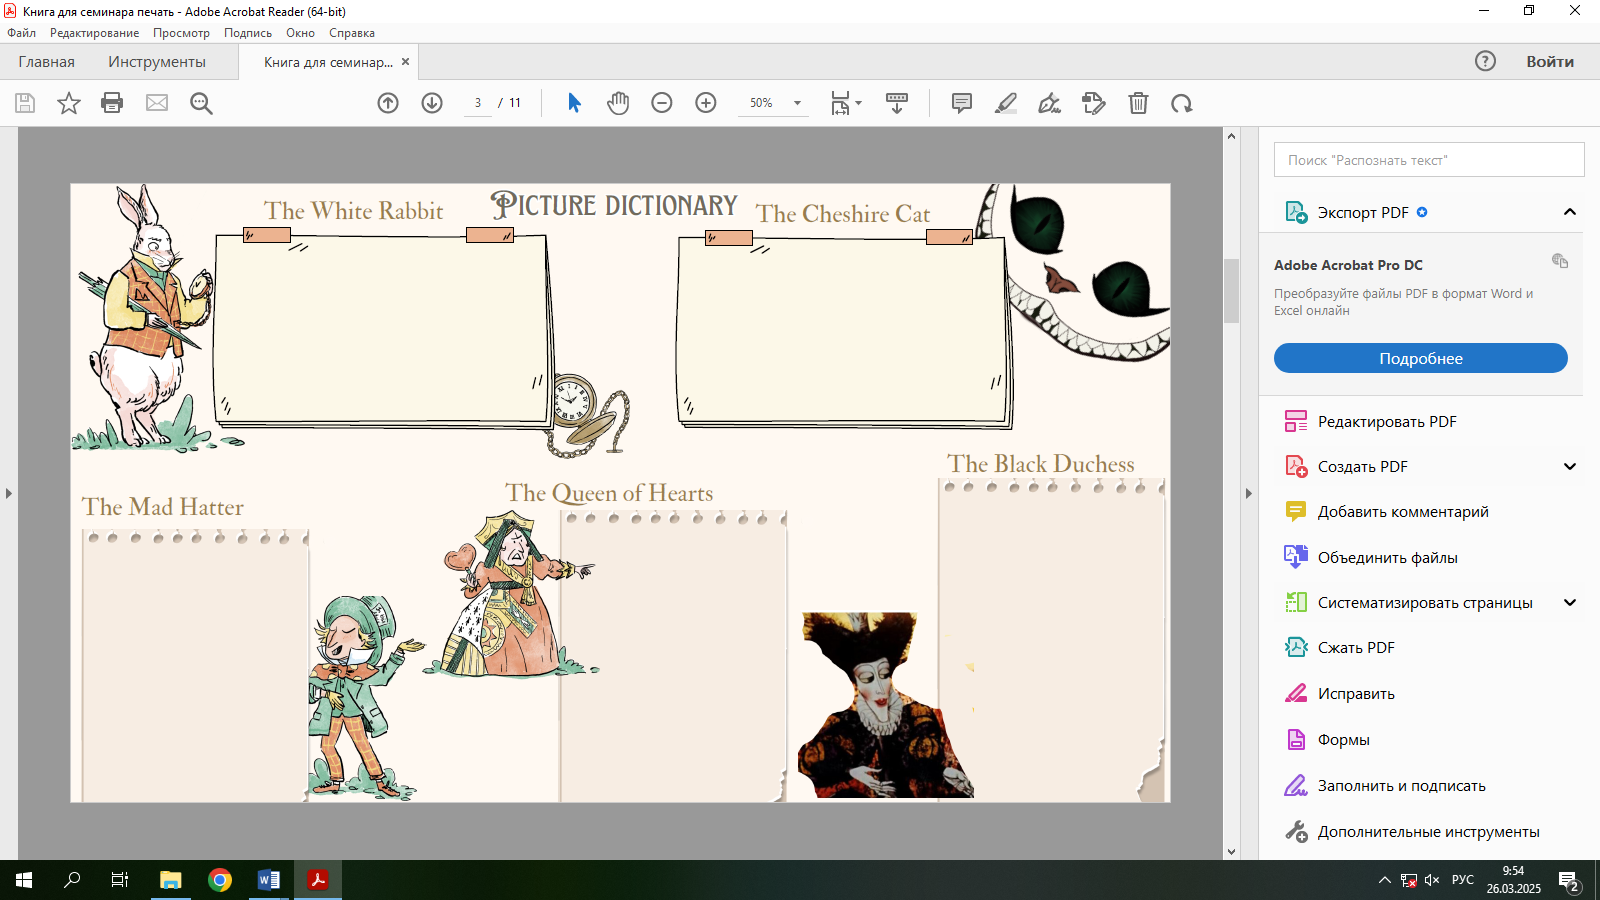 Книга для семинара печать - Adobe Acrobat Reader (64-bit)
Файл Редактирование Просмотр Подпись Окно Справка
Главная Инструменты Книга для семинар... × Войти
3 / 11 50%
Поиск "Распознать текст"
Экспорт PDF
Adobe Acrobat Pro DC
Преобразуйте файлы PDF в формат Word и
Excel онлайн
Подробнее
Редактировать PDF
Создать PDF
Добавить комментарий
Объединить файлы
Систематизировать страницы
Сжать PDF
Исправить
Формы
Заполнить и подписать
Дополнительные инструменты
PICTURE DICTIONARY
The White Rabbit
The Cheshire Cat
The Mad Hatter
The Queen of Hearts
The Black Duchess
РУС
9:54
26.03.2025
2